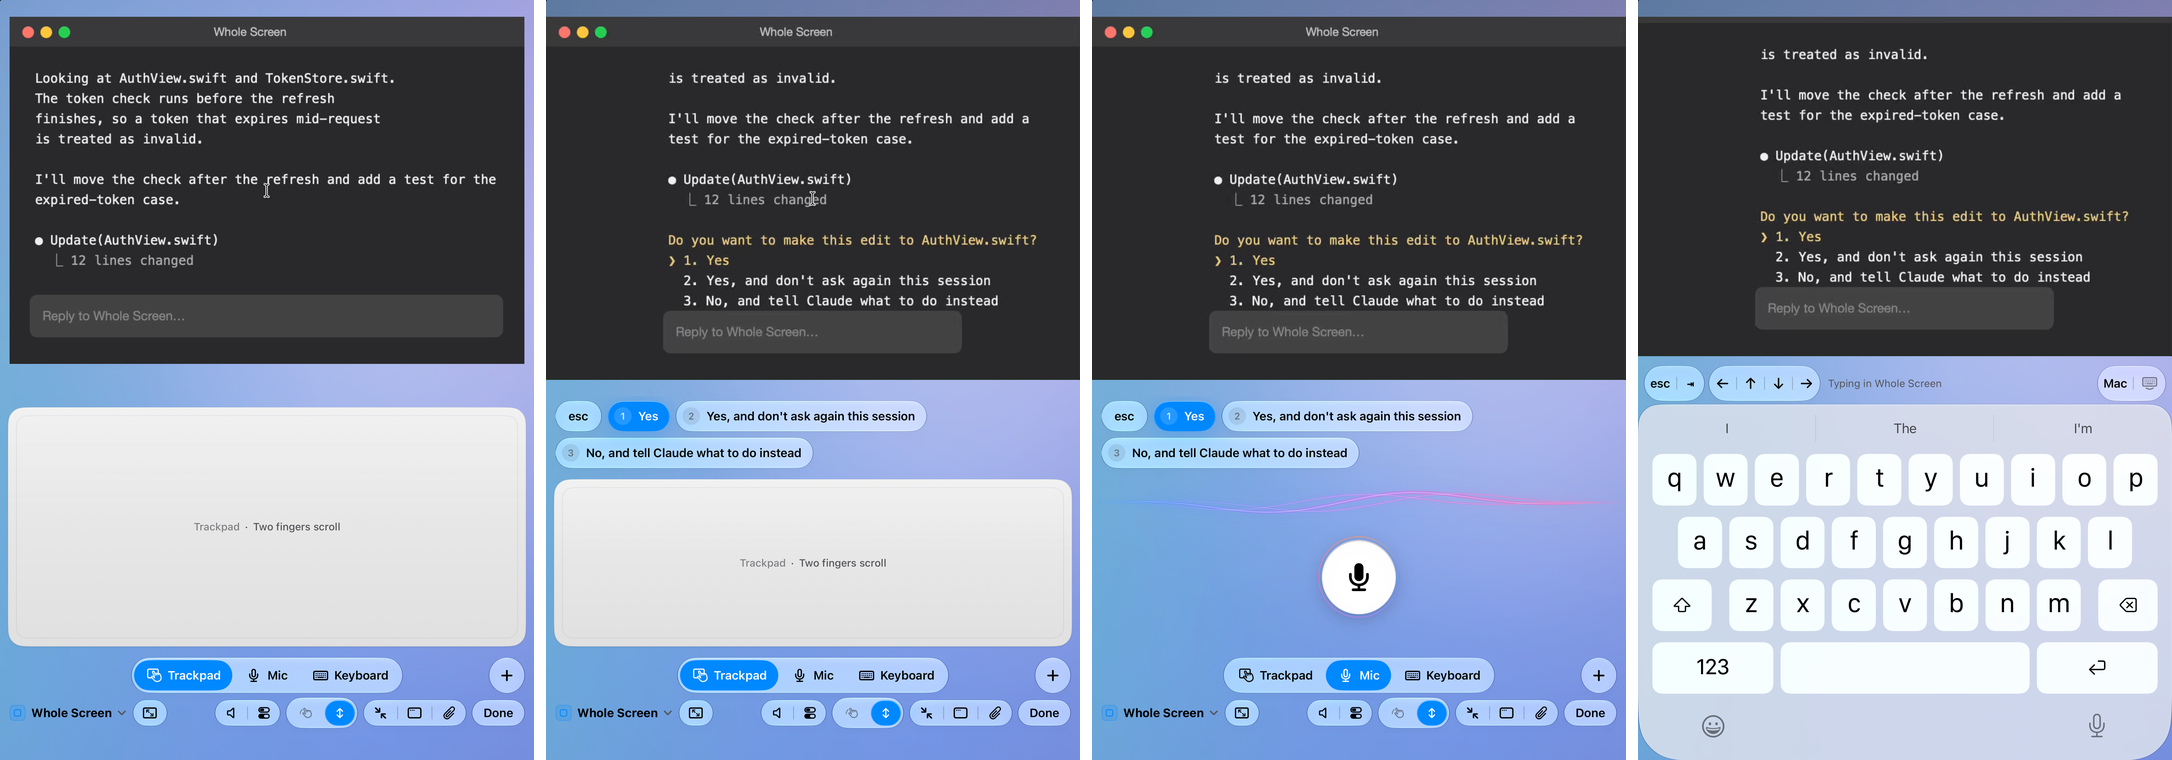 Whole Screen
Looking at AuthView.swift and TokenStore.swift.
The token check runs before the refresh
finishes, so a token that expires mid-request
is treated as invalid.
I'll move the check after the refresh and add a test for the
expired-token case.
● Update(AuthView.swift)
⎿ 12 lines changed
Reply to Whole Screen...
Trackpad · Two fingers scroll
Trackpad Mic Keyboard +
Whole Screen Done
Whole Screen
is treated as invalid.
I'll move the check after the refresh and add a
test for the expired-token case.
● Update(AuthView.swift)
⎿ 12 lines changed
Do you want to make this edit to AuthView.swift?
❯ 1. Yes
2. Yes, and don't ask again this session
3. No, and tell Claude what to do instead
Reply to Whole Screen...
esc 1 Yes 2 Yes, and don't ask again this session
3 No, and tell Claude what to do instead
Trackpad · Two fingers scroll
Trackpad Mic Keyboard +
Whole Screen Done
Whole Screen
is treated as invalid.
I'll move the check after the refresh and add a
test for the expired-token case.
● Update(AuthView.swift)
⎿ 12 lines changed
Do you want to make this edit to AuthView.swift?
❯ 1. Yes
2. Yes, and don't ask again this session
3. No, and tell Claude what to do instead
Reply to Whole Screen...
esc 1 Yes 2 Yes, and don't ask again this session
3 No, and tell Claude what to do instead
Trackpad Mic Keyboard +
Whole Screen Done
is treated as invalid.
I'll move the check after the refresh and add a
test for the expired-token case.
● Update(AuthView.swift)
⎿ 12 lines changed
Do you want to make this edit to AuthView.swift?
❯ 1. Yes
2. Yes, and don't ask again this session
3. No, and tell Claude what to do instead
Reply to Whole Screen...
esc ⇥ ← ↑ ↓ → Typing in Whole Screen Mac
I The I'm
q w e r t y u i o p
a s d f g h j k l
z x c v b n m
123